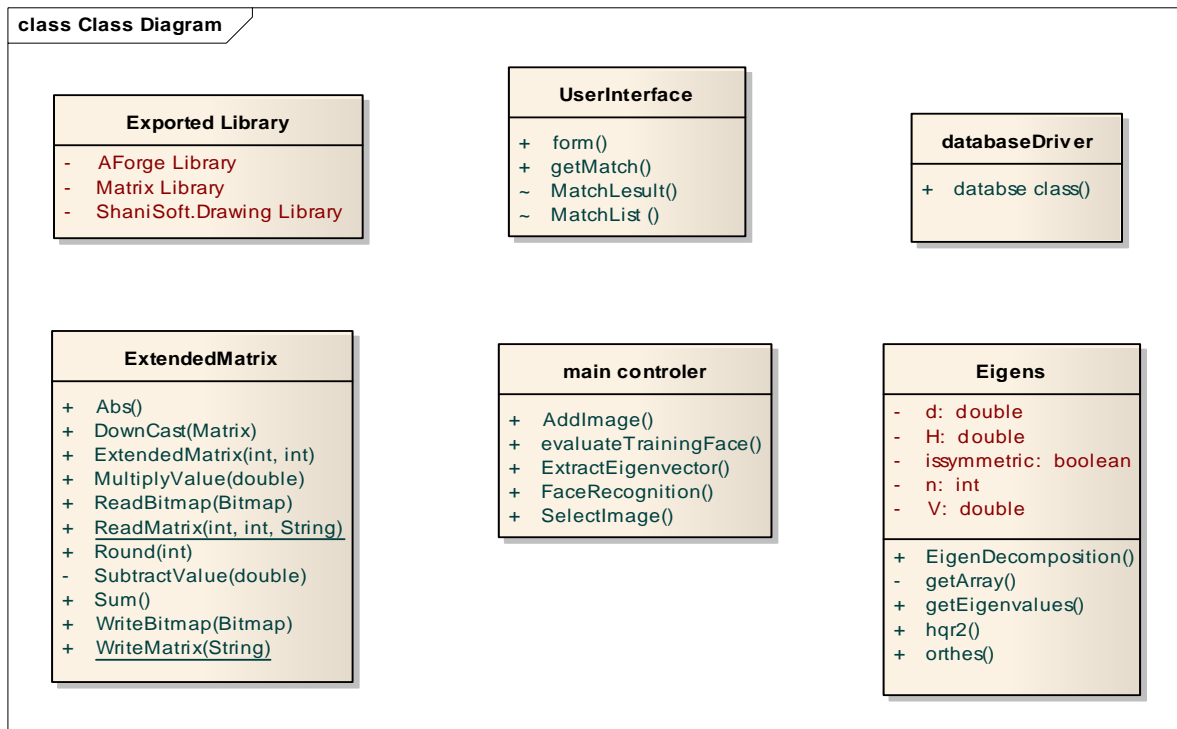 class Class Diagram
Exported Library
- AForge Library
- Matrix Library
- ShaniSoft.Drawing Library
UserInterface
+ form()
+ getMatch()
~ MatchLesult()
~ MatchList ()
databaseDriver
+ databse class()
ExtendedMatrix
+ Abs()
+ DownCast(Matrix)
+ ExtendedMatrix(int, int)
+ MultiplyValue(double)
+ ReadBitmap(Bitmap)
+ ReadMatrix(int, int, String)
+ Round(int)
- SubtractValue(double)
+ Sum()
+ WriteBitmap(Bitmap)
+ WriteMatrix(String)
main controler
+ AddImage()
+ evaluateTrainingFace()
+ ExtractEigenvector()
+ FaceRecognition()
+ SelectImage()
Eigens
- d: double
- H: double
- issymmetric: boolean
- n: int
- V: double
+ EigenDecomposition()
- getArray()
+ getEigenvalues()
+ hqr2()
+ orthes()